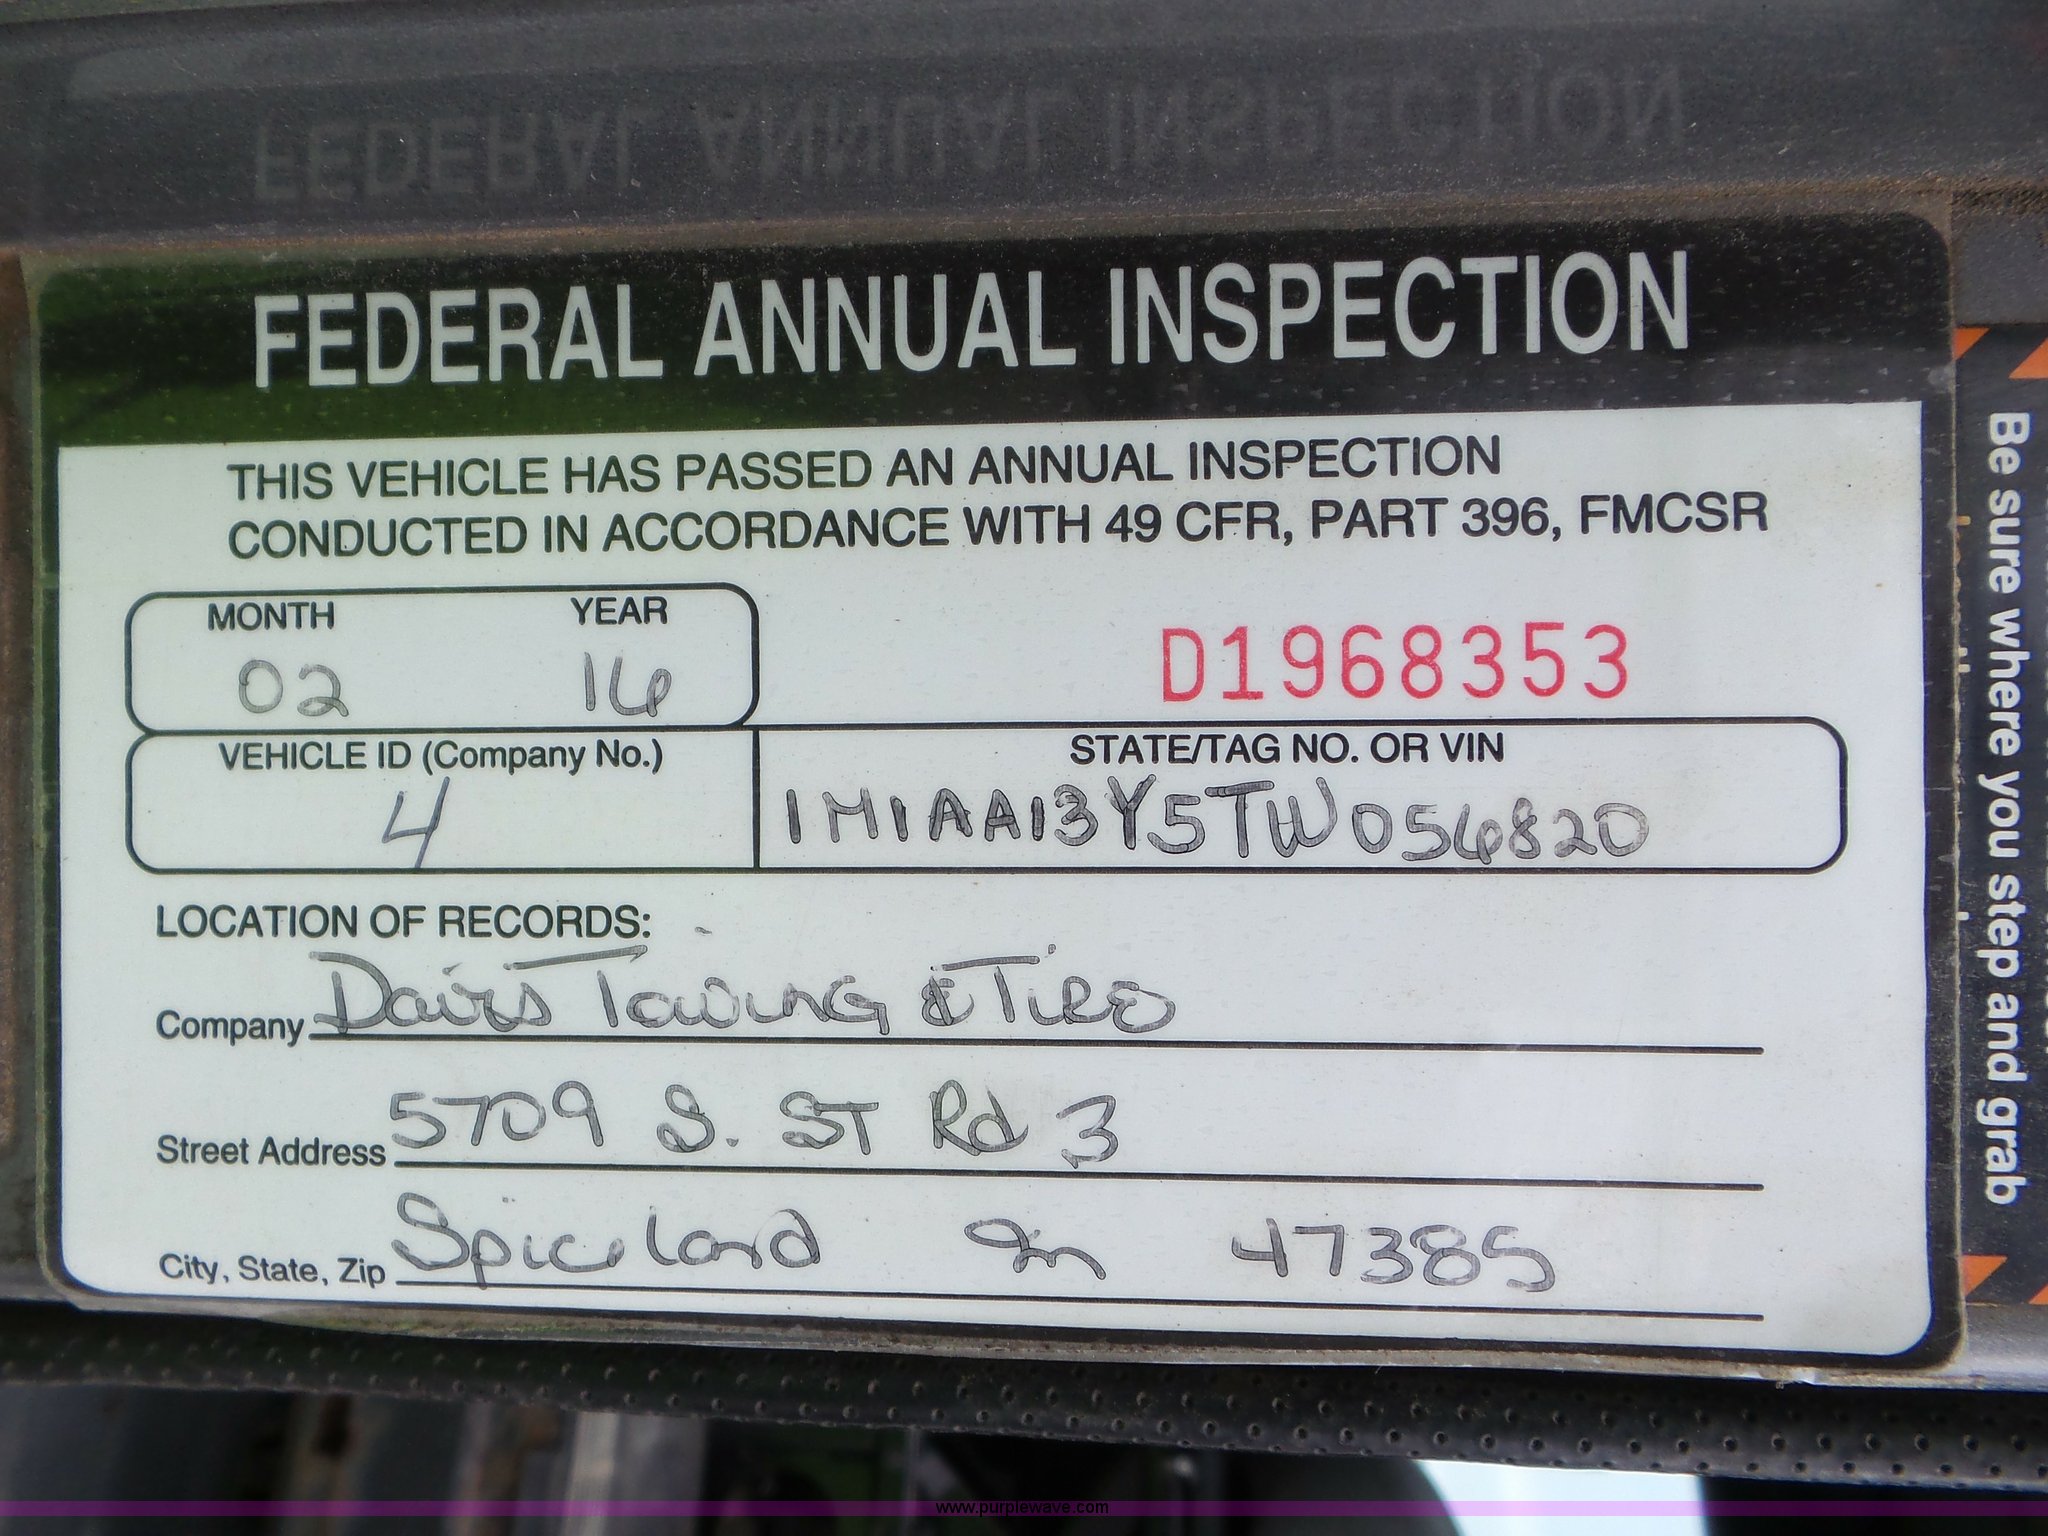 FEDERAL ANNUAL INSPECTION
FEDERAL ANNUAL INSPECTION
THIS VEHICLE HAS PASSED AN ANNUAL INSPECTION
CONDUCTED IN ACCORDANCE WITH 49 CFR, PART 396, FMCSR
MONTH YEAR
02 16
D1968353
VEHICLE ID (Company No.)
4
STATE/TAG NO. OR VIN
1M1AA13Y5TW056820
LOCATION OF RECORDS:
Company Davis Towing & Tire
Street Address 5709 S. ST Rd 3
City, State, Zip Spiceland In 47385
Be sure where you step and grab
www.purplewave.com